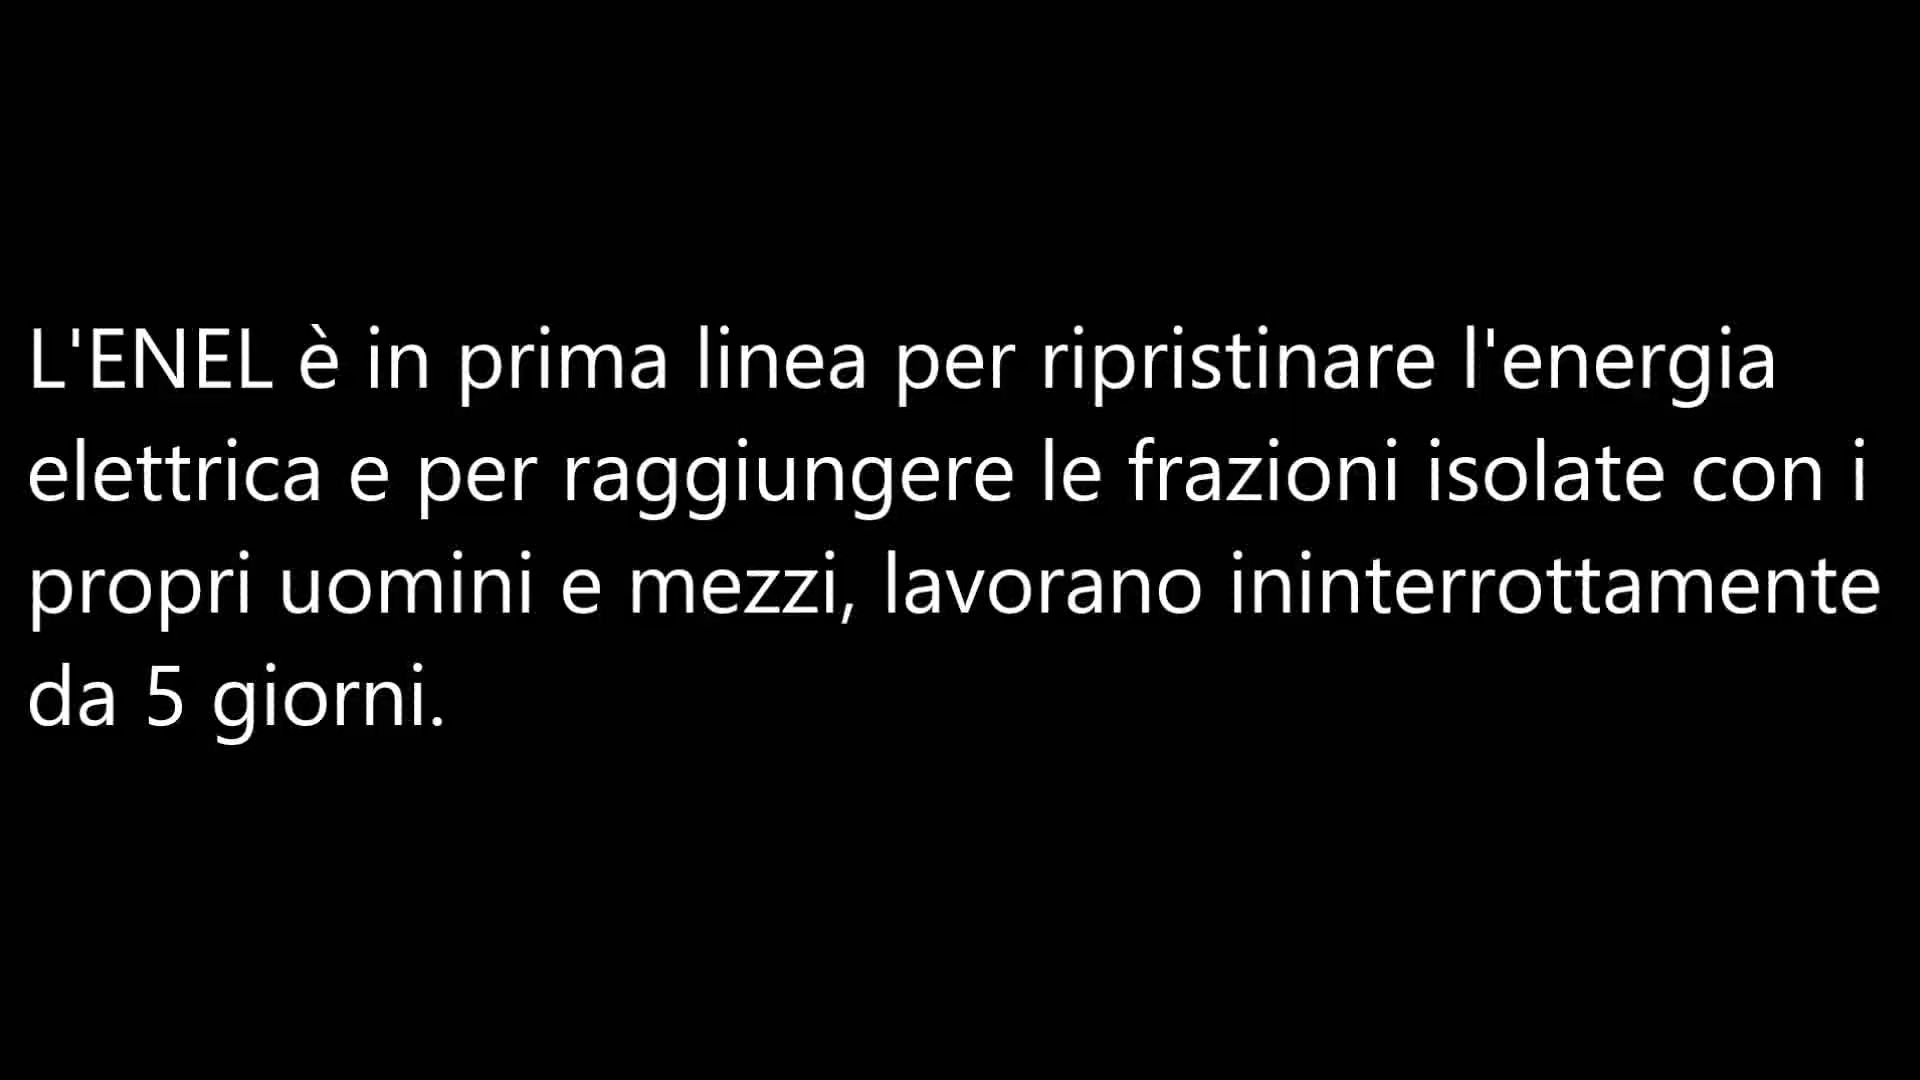 L'ENEL è in prima linea per ripristinare l'energia
elettrica e per raggiungere le frazioni isolate con i
propri uomini e mezzi, lavorano ininterrottamente
da 5 giorni.